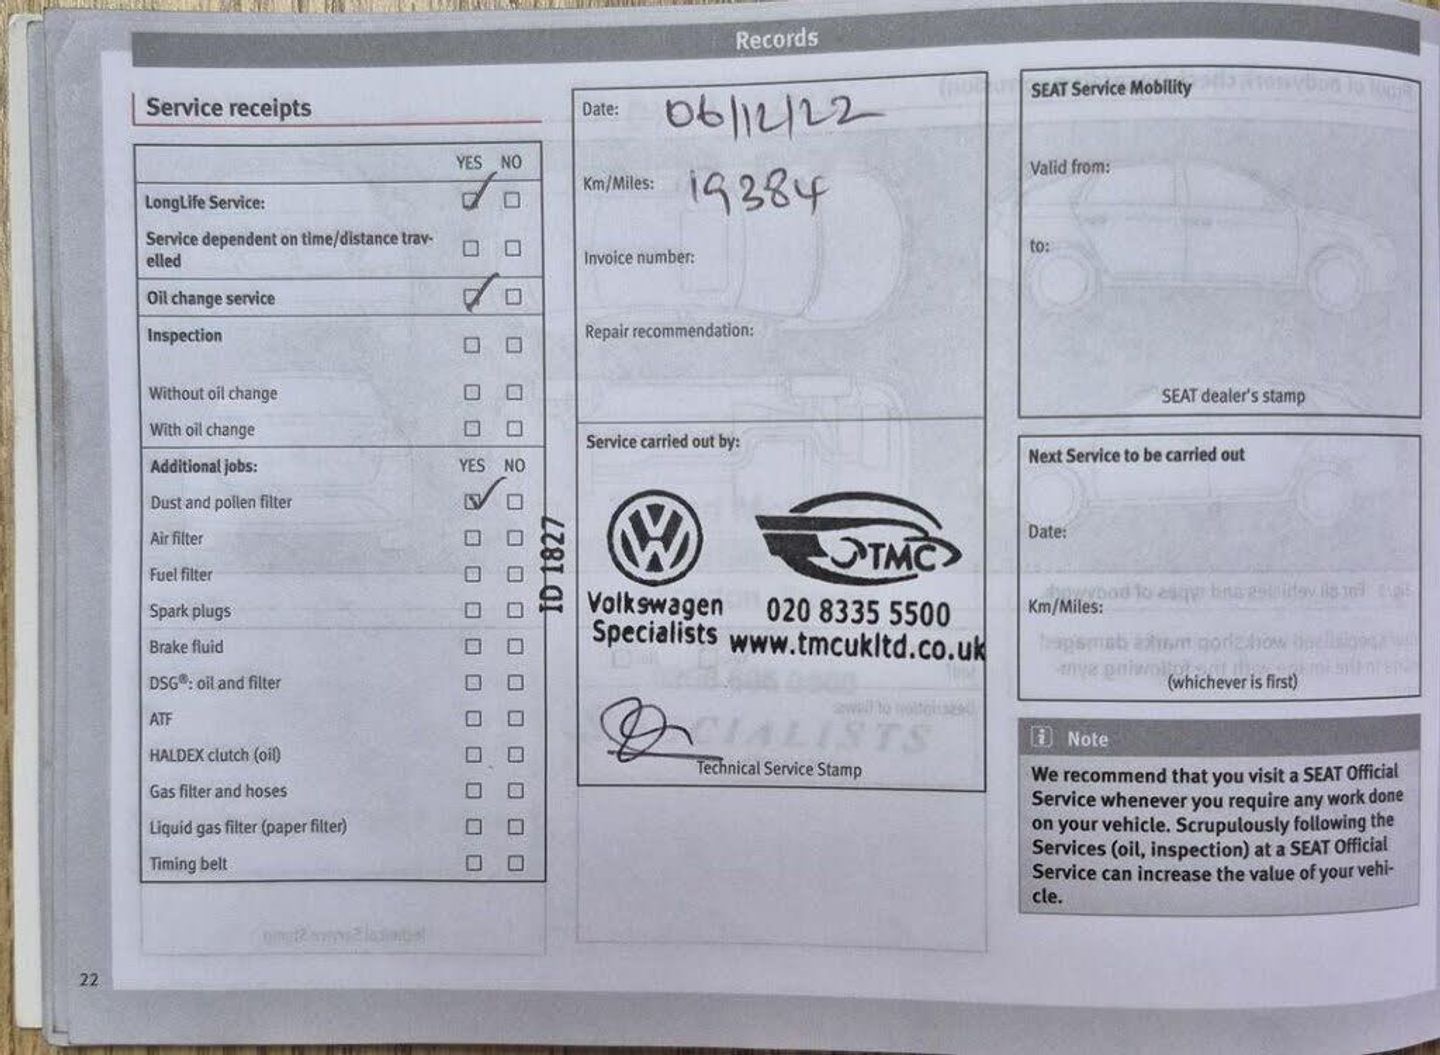 Records
Service receipts
YES NO
LongLife Service:
Service dependent on time/distance trav-
elled
Oil change service
Inspection
Without oil change
With oil change
Additional jobs: YES NO
Dust and pollen filter
Air filter
Fuel filter
Spark plugs
Brake fluid
DSG®: oil and filter
ATF
HALDEX clutch (oil)
Gas filter and hoses
Liquid gas filter (paper filter)
Timing belt
22
ID 1827
Date: 06/12/22
Km/Miles: 19384
Invoice number:
Repair recommendation:
Service carried out by:
VW
TMC
Volkswagen
Specialists
020 8335 5500
www.tmcukltd.co.uk
Technical Service Stamp
SEAT Service Mobility
Valid from:
to:
SEAT dealer's stamp
Next Service to be carried out
Date:
Km/Miles:
(whichever is first)
i Note
We recommend that you visit a SEAT Official
Service whenever you require any work done
on your vehicle. Scrupulously following the
Services (oil, inspection) at a SEAT Official
Service can increase the value of your vehi-
cle.